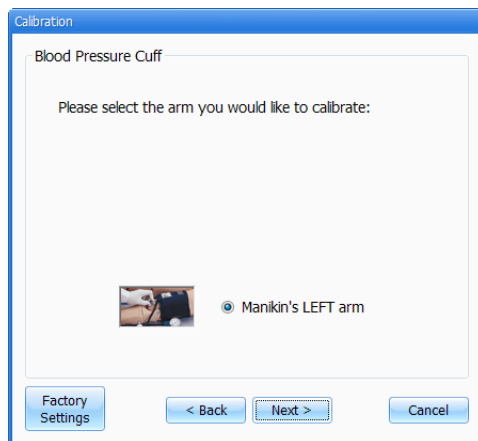 Calibration
Blood Pressure Cuff
Please select the arm you would like to calibrate:
Manikin's LEFT arm
Factory
Settings
< Back
Next >
Cancel